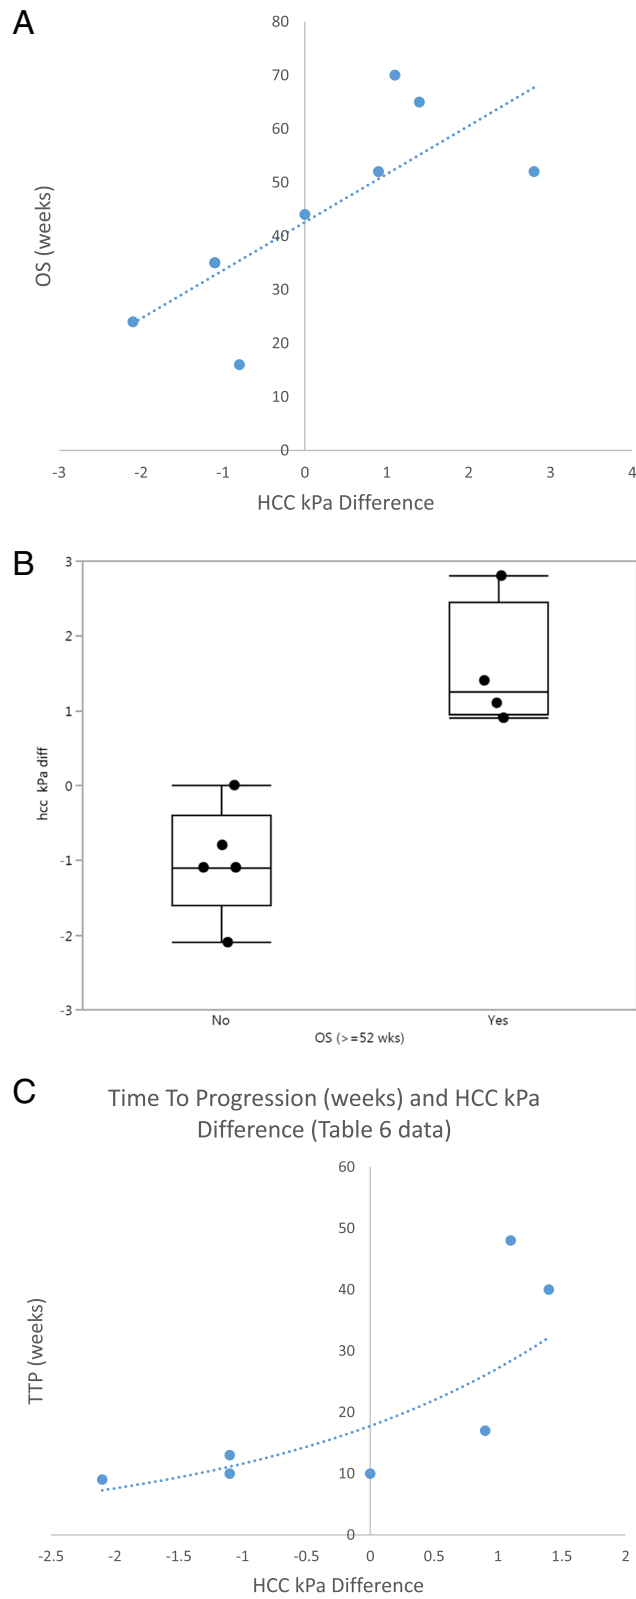 A
80
70
60
50
40
30
20
10
0
OS (weeks)
-3 -2 -1 0 1 2 3 4
HCC kPa Difference
B
3
2
1
0
-1
-2
-3
hcc kPa diff
No Yes
OS (>=52 wks)
C
Time To Progression (weeks) and HCC kPa
Difference (Table 6 data)
60
50
40
30
20
10
0
TTP (weeks)
-2.5 -2 -1.5 -1 -0.5 0 0.5 1 1.5 2
HCC kPa Difference